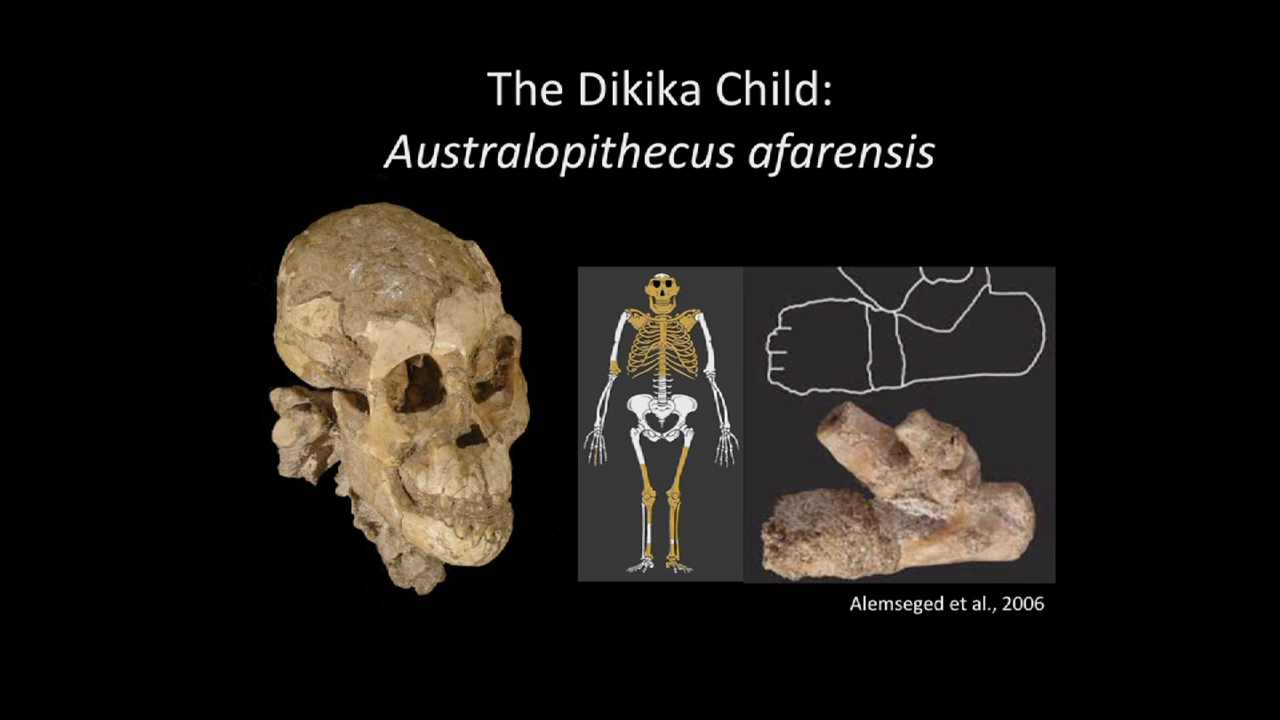 The Dikika Child:
Australopithecus afarensis
Alemseged et al., 2006